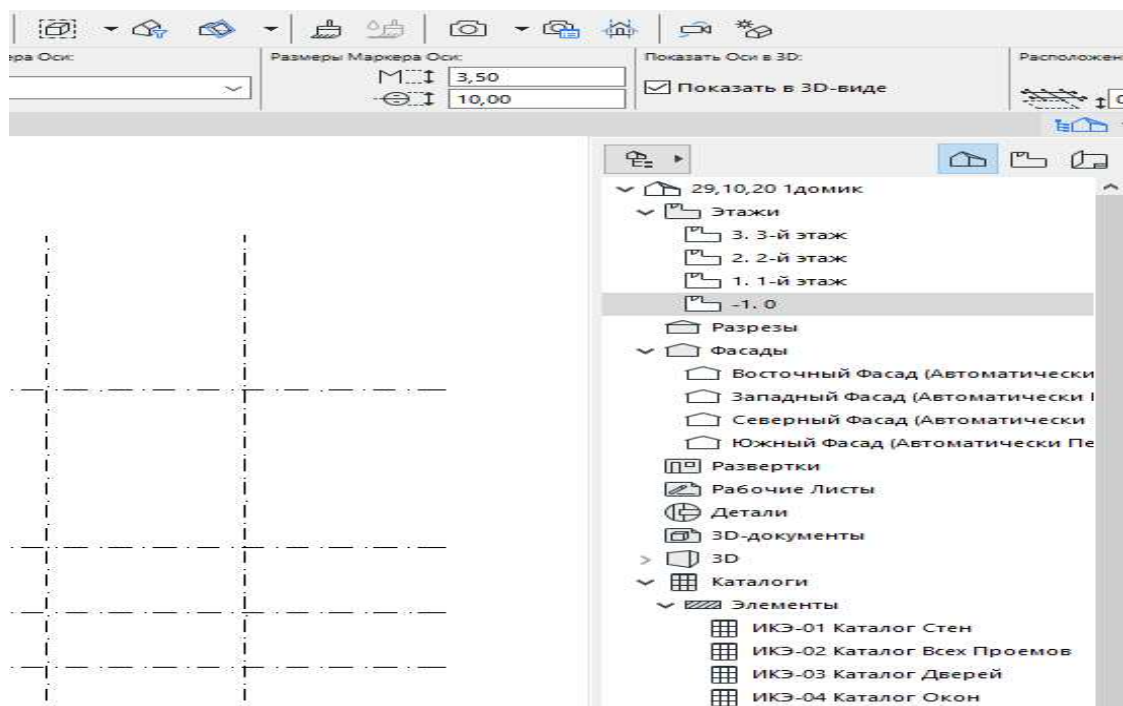 ера Оси:
Размеры Маркера Оси:
Показать Оси в 3D:
Расположен
3,50
10,00
Показать в 3D-виде
29,10,20 1домик
Этажи
3. 3-й этаж
2. 2-й этаж
1. 1-й этаж
-1. 0
Разрезы
Фасады
Восточный Фасад (Автоматически
Западный Фасад (Автоматически
Северный Фасад (Автоматически
Южный Фасад (Автоматически Пе
Развертки
Рабочие Листы
Детали
3D-документы
3D
Каталоги
Элементы
ИКЭ-01 Каталог Стен
ИКЭ-02 Каталог Всех Проемов
ИКЭ-03 Каталог Дверей
ИКЭ-04 Каталог Окон